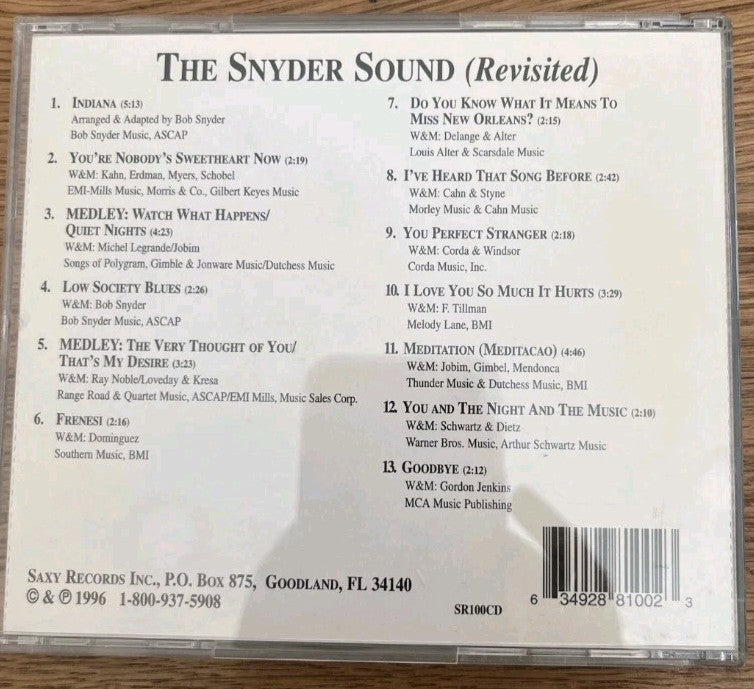 THE SNYDER SOUND (Revisited)
1. INDIANA (5:13)
Arranged & Adapted by Bob Snyder
Bob Snyder Music, ASCAP
2. YOU'RE NOBODY'S SWEETHEART NOW (2:19)
W&M: Kahn, Erdman, Myers, Schobel
EMI-Mills Music, Morris & Co., Gilbert Keyes Music
3. MEDLEY: WATCH WHAT HAPPENS/
QUIET NIGHTS (4:23)
W&M: Michel Legrande/Jobim
Songs of Polygram, Gimble & Jonware Music/Dutchess Music
4. LOW SOCIETY BLUES (2:26)
W&M: Bob Snyder
Bob Snyder Music, ASCAP
5. MEDLEY: THE VERY THOUGHT OF YOU/
THAT'S MY DESIRE (3:23)
W&M: Ray Noble/Loveday & Kresa
Range Road & Quartet Music, ASCAP/EMI Mills, Music Sales Corp.
6. FRENESI (2:16)
W&M: Dominguez
Southern Music, BMI
7. DO YOU KNOW WHAT IT MEANS TO
MISS NEW ORLEANS? (2:15)
W&M: Delange & Alter
Louis Alter & Scarsdale Music
8. I'VE HEARD THAT SONG BEFORE (2:42)
W&M: Cahn & Styne
Morley Music & Cahn Music
9. YOU PERFECT STRANGER (2:18)
W&M: Corda & Windsor
Corda Music, Inc.
10. I LOVE YOU SO MUCH IT HURTS (3:29)
W&M: F. Tillman
Melody Lane, BMI
11. MEDITATION (MEDITACAO) (4:46)
W&M: Jobim, Gimbel, Mendonca
Thunder Music & Dutchess Music, BMI
12. YOU AND THE NIGHT AND THE MUSIC (2:10)
W&M: Schwartz & Dietz
Warner Bros. Music, Arthur Schwartz Music
13. GOODBYE (2:12)
W&M: Gordon Jenkins
MCA Music Publishing
SAXY RECORDS INC., P.O. BOX 875, GOODLAND, FL 34140
© & ℗ 1996 1-800-937-5908
SR100CD
6 34928 81002 3